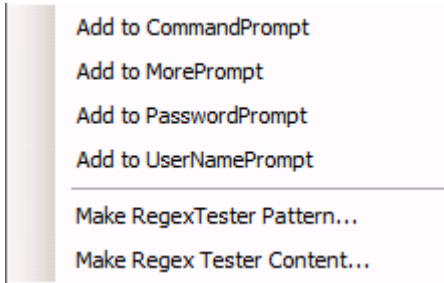 Add to CommandPrompt
Add to MorePrompt
Add to PasswordPrompt
Add to UserNamePrompt
Make RegexTester Pattern...
Make Regex Tester Content...